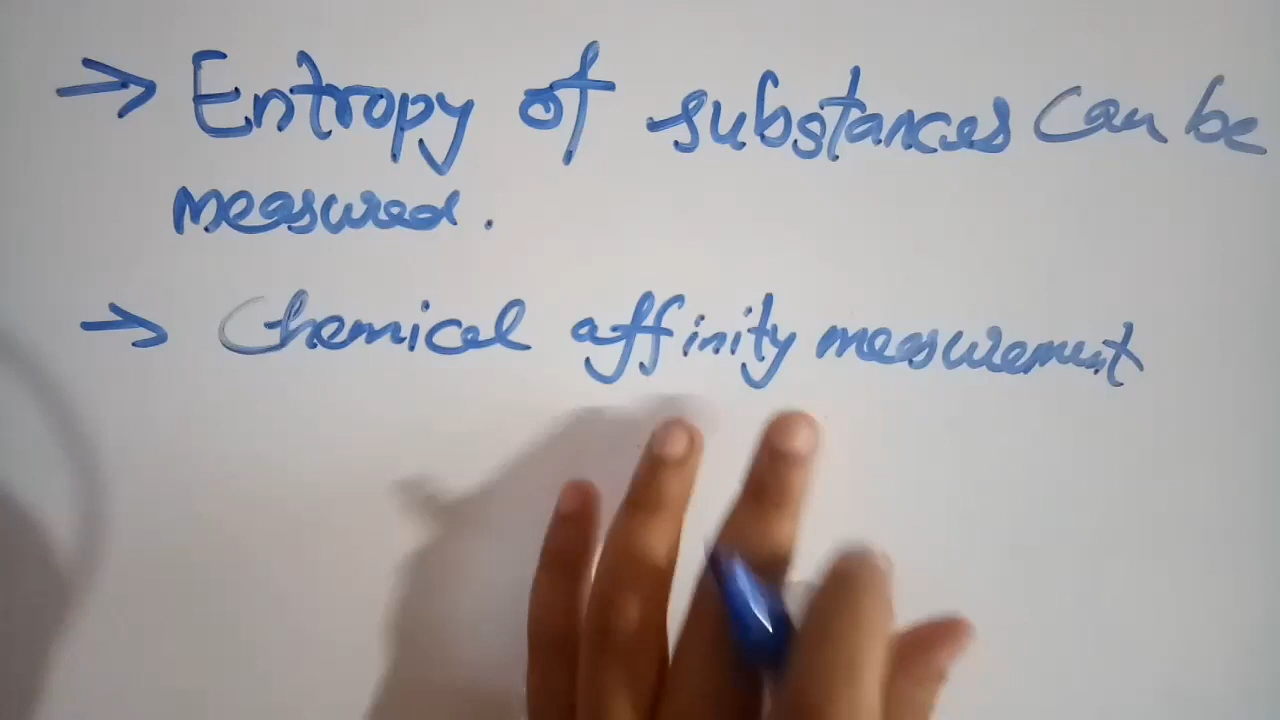 → Entropy of substances can be
measured.
→ Chemical affinity measurement